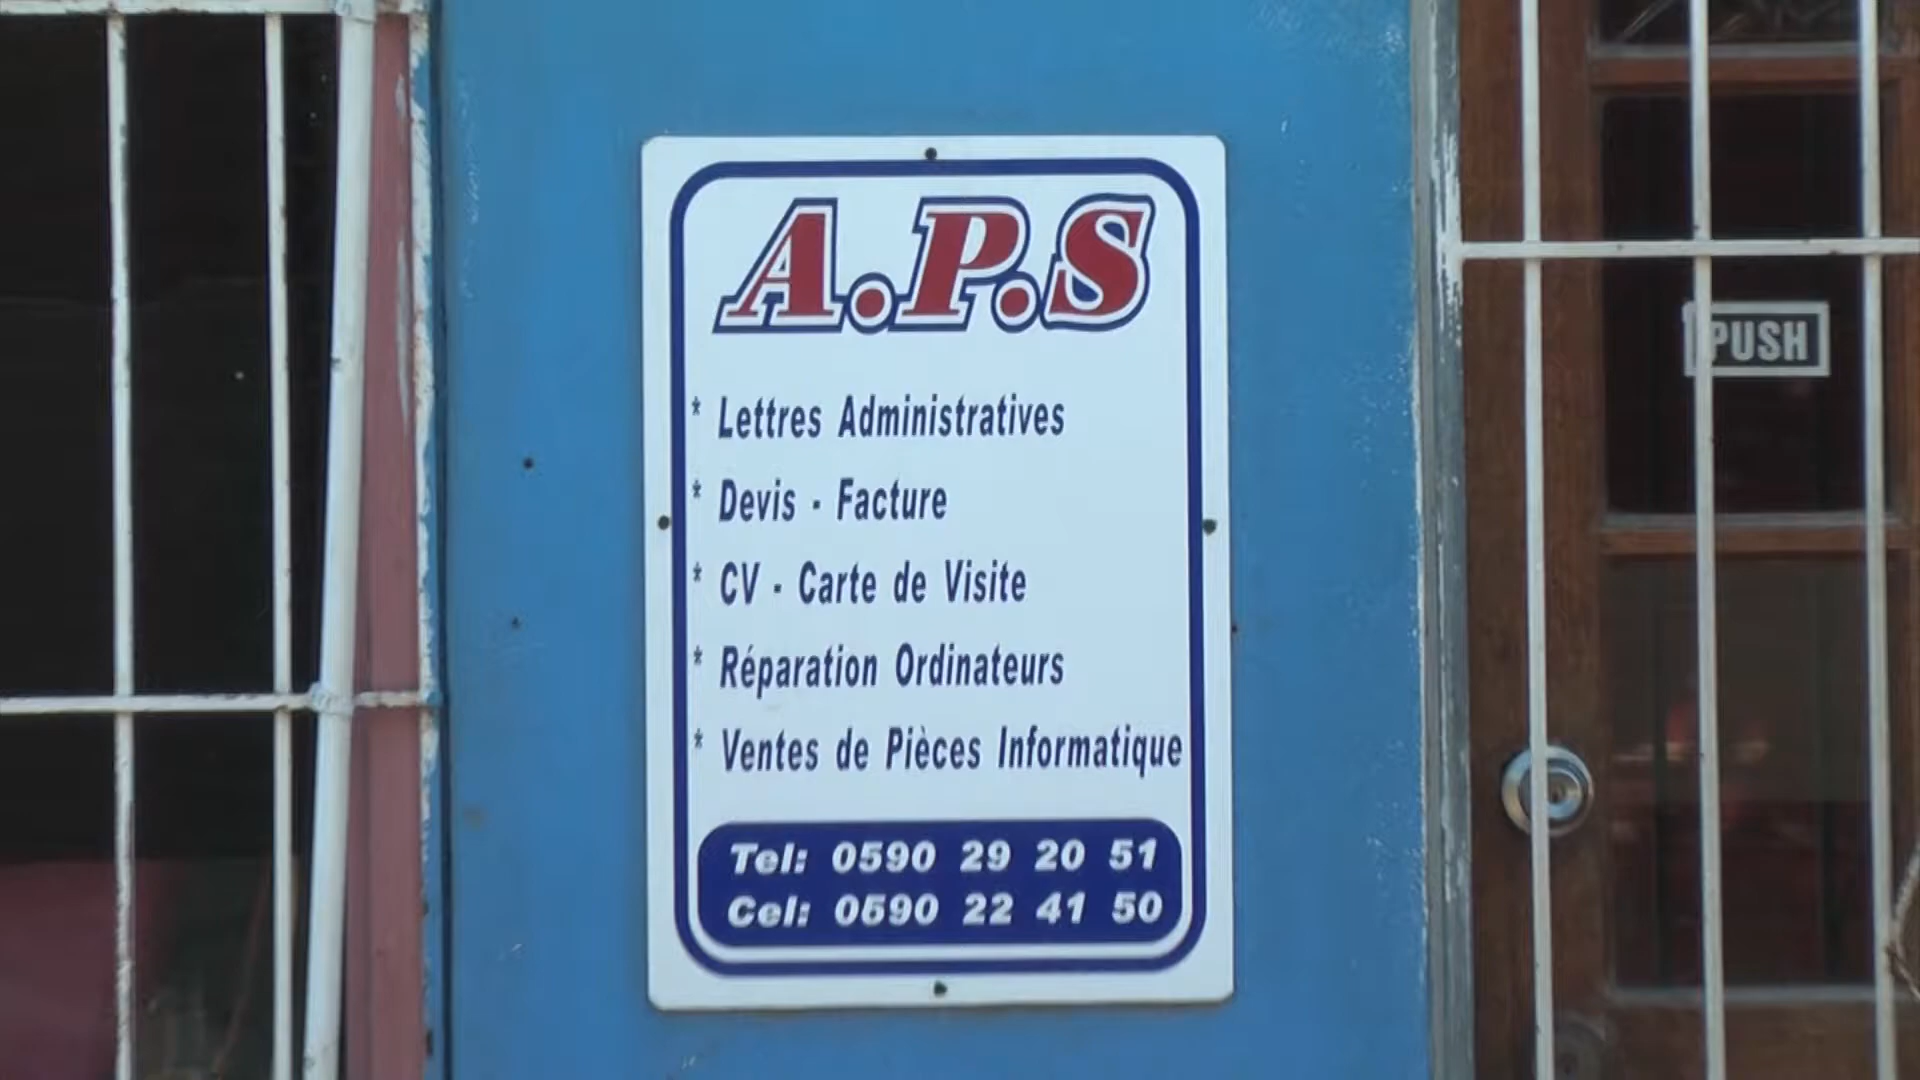 A.P.S
* Lettres Administratives
* Devis - Facture
* CV - Carte de Visite
* Réparation Ordinateurs
* Ventes de Pièces Informatique
Tel: 0590 29 20 51
Cel: 0690 22 41 50
PUSH